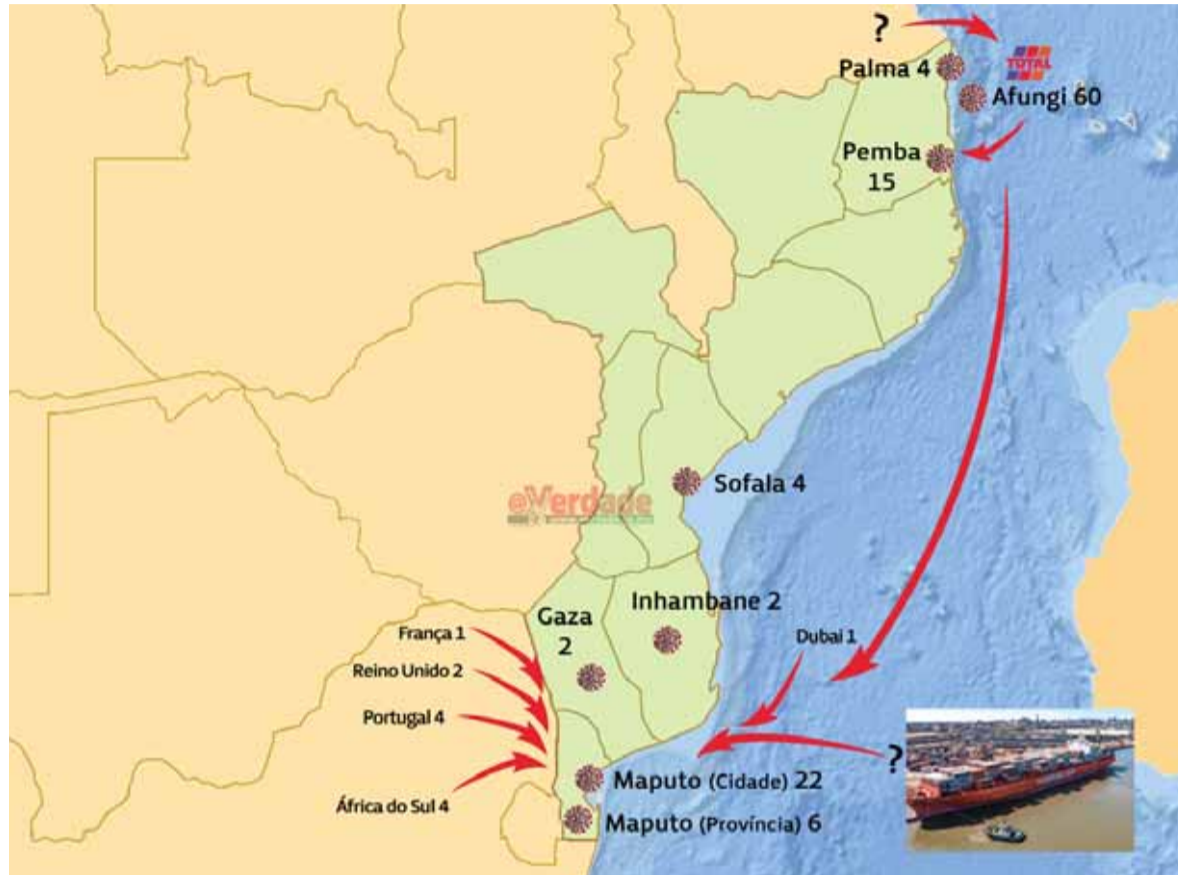 ?
TOTAL
Palma 4
Afungi 60
Pemba
15
Sofala 4
@Verdade
Inhambane 2
Gaza
2
França 1
Dubai 1
Reino Unido 2
Portugal 4
?
África do Sul 4
Maputo (Cidade) 22
Maputo (Província) 6